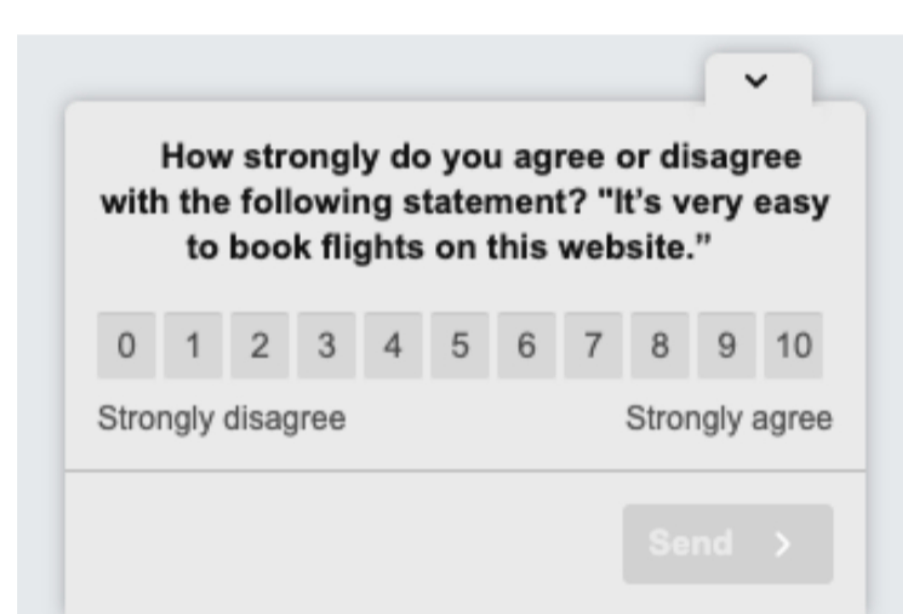 How strongly do you agree or disagree
with the following statement? "It’s very easy
to book flights on this website.”
0 1 2 3 4 5 6 7 8 9 10
Strongly disagree Strongly agree
Send